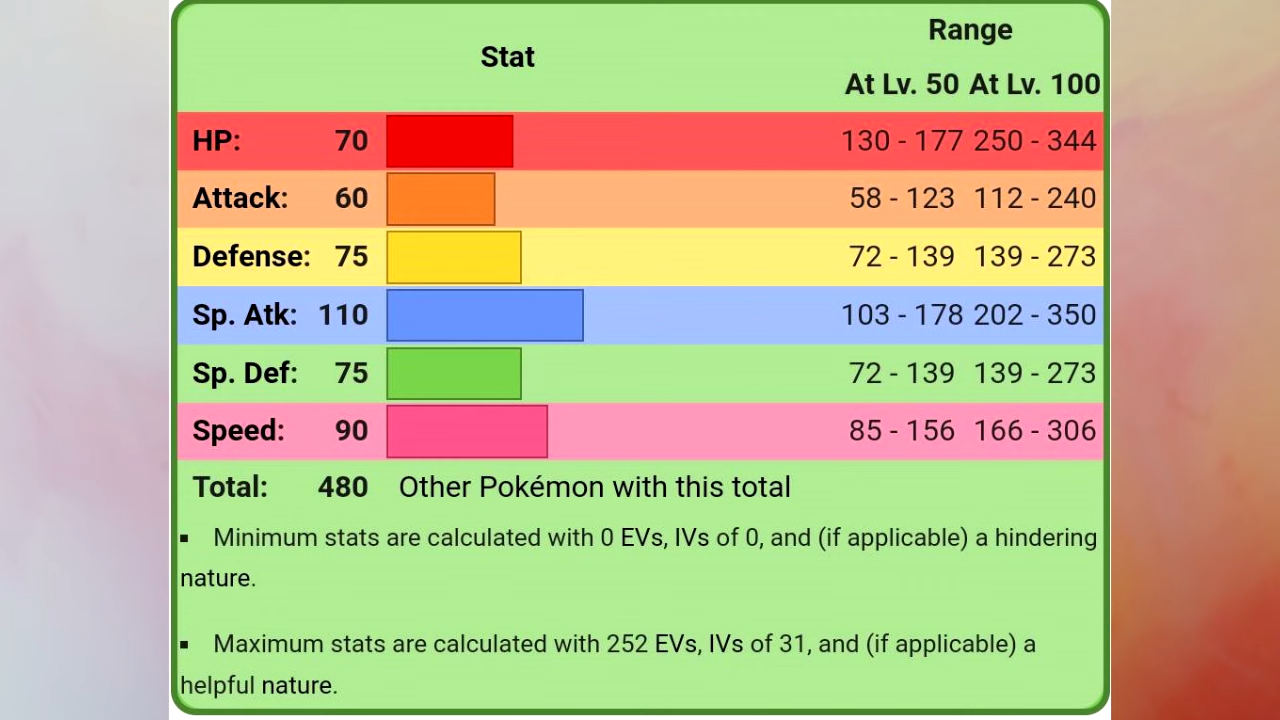 Stat Range
At Lv. 50 At Lv. 100
HP: 70 130 - 177 250 - 344
Attack: 60 58 - 123 112 - 240
Defense: 75 72 - 139 139 - 273
Sp. Atk: 110 103 - 178 202 - 350
Sp. Def: 75 72 - 139 139 - 273
Speed: 90 85 - 156 166 - 306
Total: 480 Other Pokémon with this total
▪ Minimum stats are calculated with 0 EVs, IVs of 0, and (if applicable) a hindering
nature.
▪ Maximum stats are calculated with 252 EVs, IVs of 31, and (if applicable) a
helpful nature.